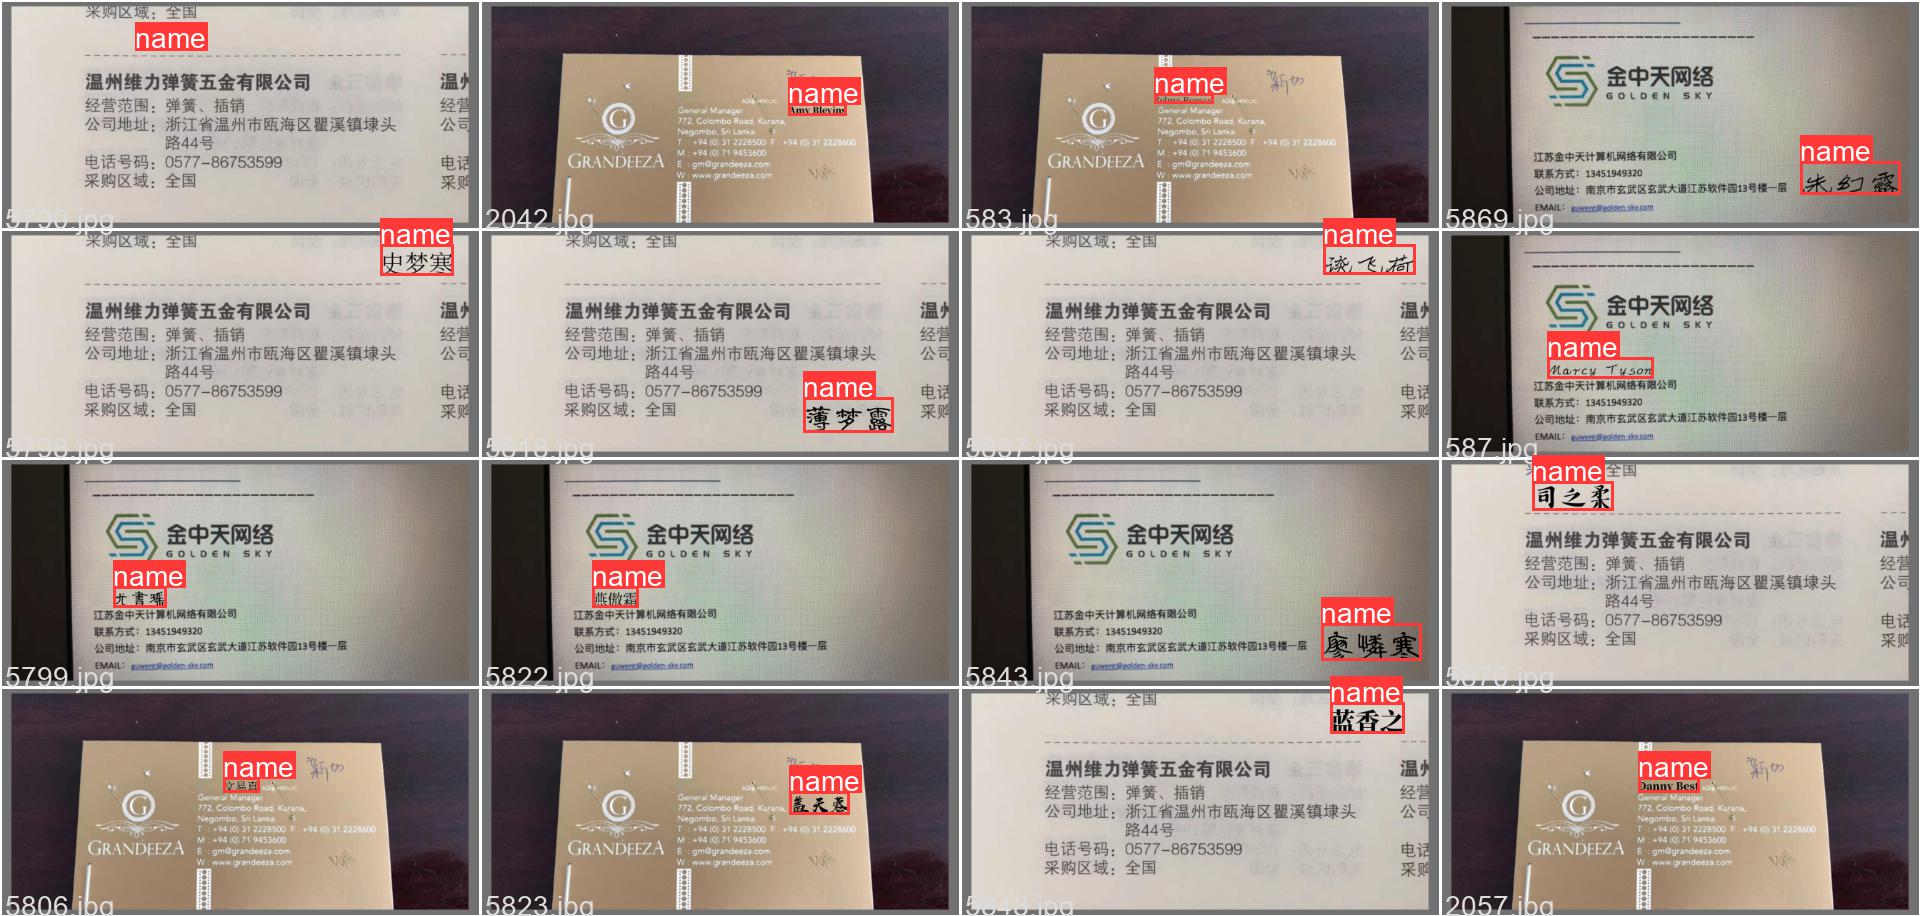 采购区域：全国
name
温州维力弹簧五金有限公司
经营范围：弹簧、插销
公司地址：浙江省温州市瓯海区瞿溪镇埭头
路44号
电话号码：0577-86753599
采购区域：全国
5790.jpg
name
Amy Blevins
General Manager
772, Colombo Road, Kurana,
Negombo, Sri Lanka.
T : +94 (0) 31 2228500 F : +94 (0) 31 2228600
M : +94 (0) 71 9453600
E : gm@grandeeza.com
W : www.grandeeza.com
G
GRANDEEZA
2042.jpg
name
新加
General Manager
772, Colombo Road, Kurana,
Negombo, Sri Lanka.
T : +94 (0) 31 2228500 F : +94 (0) 31 2228600
M : +94 (0) 71 9453600
E : gm@grandeeza.com
W : www.grandeeza.com
G
GRANDEEZA
583.jpg
金中天网络
GOLDEN SKY
name
朱幻露
江苏金中天计算机网络有限公司
联系方式：13451949320
公司地址：南京市玄武区玄武大道江苏软件园13号楼一层
EMAIL: guwent@golden-sky.com
5869.jpg
采购区域：全国
name
史梦寒
温州维力弹簧五金有限公司
经营范围：弹簧、插销
公司地址：浙江省温州市瓯海区瞿溪镇埭头
路44号
电话号码：0577-86753599
采购区域：全国
5798.jpg
采购区域：全国
温州维力弹簧五金有限公司
经营范围：弹簧、插销
公司地址：浙江省温州市瓯海区瞿溪镇埭头
路44号
电话号码：0577-86753599
采购区域：全国
name
薄梦露
5818.jpg
采购区域：全国
name
谈飞荷
温州维力弹簧五金有限公司
经营范围：弹簧、插销
公司地址：浙江省温州市瓯海区瞿溪镇埭头
路44号
电话号码：0577-86753599
采购区域：全国
5837.jpg
金中天网络
GOLDEN SKY
name
Marcy Tyson
江苏金中天计算机网络有限公司
联系方式：13451949320
公司地址：南京市玄武区玄武大道江苏软件园13号楼一层
EMAIL: guwent@golden-sky.com
587.jpg
金中天网络
GOLDEN SKY
name
尤書瑶
江苏金中天计算机网络有限公司
联系方式：13451949320
公司地址：南京市玄武区玄武大道江苏软件园13号楼一层
EMAIL: guwent@golden-sky.com
5799.jpg
金中天网络
GOLDEN SKY
name
燕傲霜
江苏金中天计算机网络有限公司
联系方式：13451949320
公司地址：南京市玄武区玄武大道江苏软件园13号楼一层
EMAIL: guwent@golden-sky.com
5822.jpg
金中天网络
GOLDEN SKY
江苏金中天计算机网络有限公司
联系方式：13451949320
公司地址：南京市玄武区玄武大道江苏软件园13号楼一层
EMAIL: guwent@golden-sky.com
name
廖憐寒
5843.jpg
全国
name
司之柔
温州维力弹簧五金有限公司
经营范围：弹簧、插销
公司地址：浙江省温州市瓯海区瞿溪镇埭头
路44号
电话号码：0577-86753599
采购区域：全国
5870.jpg
name
文易真
新加
General Manager
772, Colombo Road, Kurana,
Negombo, Sri Lanka.
T : +94 (0) 31 2228500 F : +94 (0) 31 2228600
M : +94 (0) 71 9453600
E : gm@grandeeza.com
W : www.grandeeza.com
G
GRANDEEZA
5806.jpg
name
盖天蓉
General Manager
772, Colombo Road, Kurana,
Negombo, Sri Lanka.
T : +94 (0) 31 2228500 F : +94 (0) 31 2228600
M : +94 (0) 71 9453600
E : gm@grandeeza.com
W : www.grandeeza.com
G
GRANDEEZA
5823.jpg
采购区域：全国
name
蓝香之
温州维力弹簧五金有限公司
经营范围：弹簧、插销
公司地址：浙江省温州市瓯海区瞿溪镇埭头
路44号
电话号码：0577-86753599
采购区域：全国
5848.jpg
name
Danny Best
新加
General Manager
772, Colombo Road, Kurana,
Negombo, Sri Lanka.
T : +94 (0) 31 2228500 F : +94 (0) 31 2228600
M : +94 (0) 71 9453600
E : gm@grandeeza.com
W : www.grandeeza.com
G
GRANDEEZA
2057.jpg